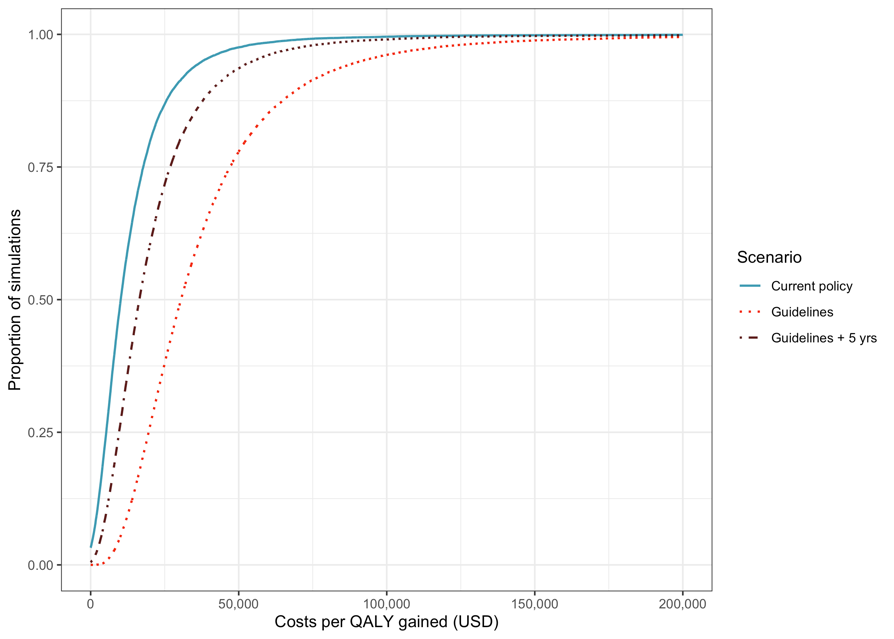 1.00
0.75
0.50
0.25
0.00
Proportion of simulations
0
50,000
100,000
150,000
200,000
Costs per QALY gained (USD)
Scenario
Current policy
Guidelines
Guidelines + 5 yrs